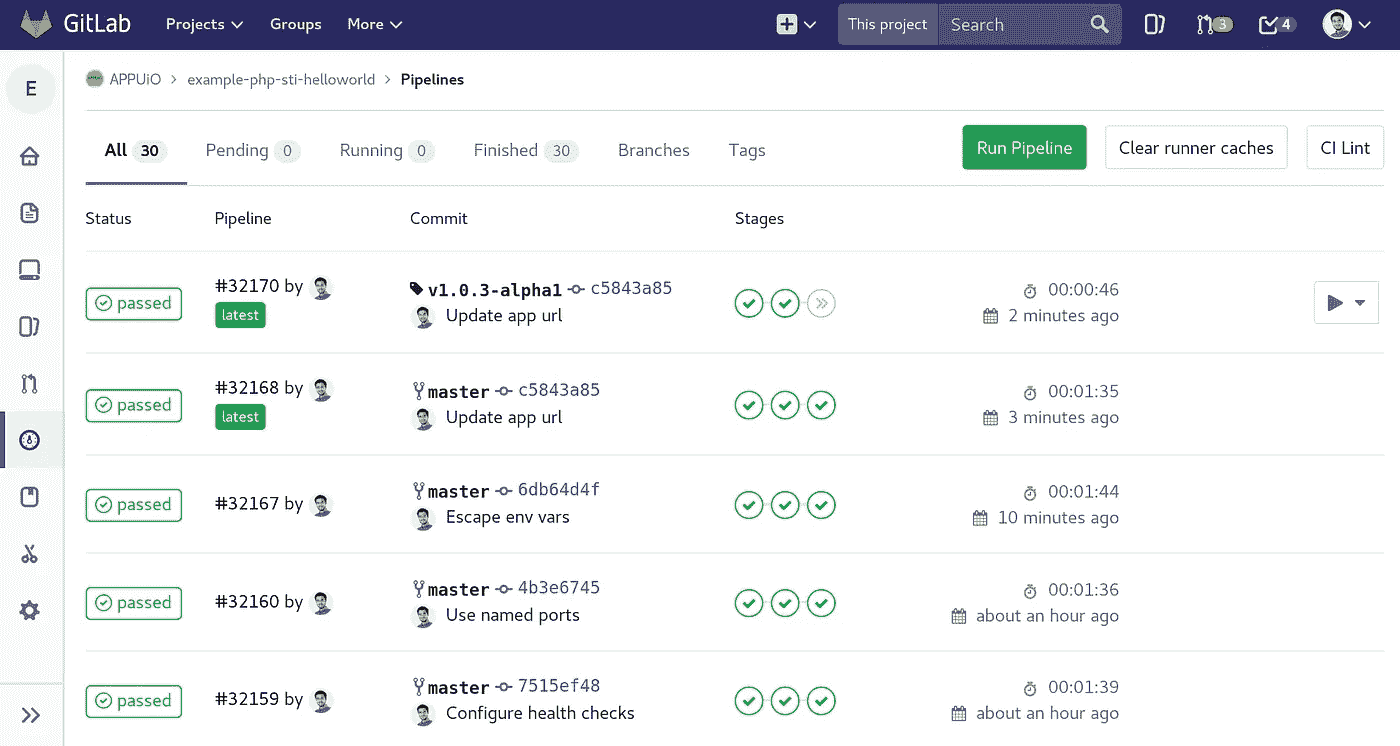 GitLab Projects Groups More This project Search 3 4
E
APPUiO > example-php-sti-helloworld > Pipelines
All 30 Pending 0 Running 0 Finished 30 Branches Tags Run Pipeline Clear runner caches CI Lint
Status Pipeline Commit Stages
passed #32170 by v1.0.3-alpha1 c5843a85 00:00:46
latest Update app url 2 minutes ago
passed #32168 by master c5843a85 00:01:35
latest Update app url 3 minutes ago
passed #32167 by master 6db64d4f 00:01:44
Escape env vars 10 minutes ago
passed #32160 by master 4b3e6745 00:01:36
Use named ports about an hour ago
passed #32159 by master 7515ef48 00:01:39
Configure health checks about an hour ago